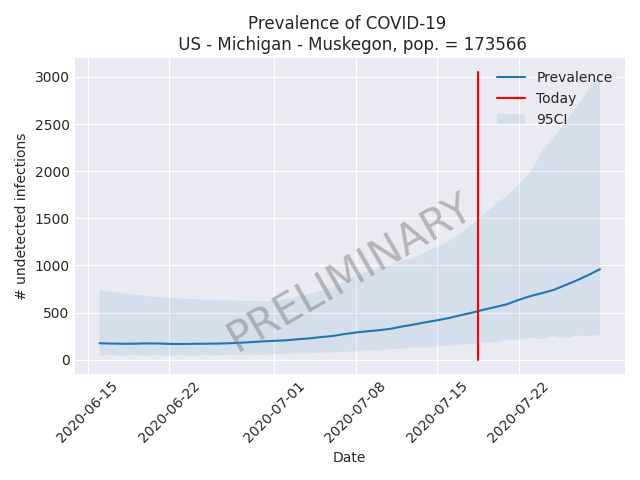 Prevalence of COVID-19
US - Michigan - Muskegon, pop. = 173566
3000
2500
2000
1500
1000
500
0
# undetected infections
Prevalence
Today
95CI
PRELIMINARY
2020-06-15
2020-06-22
2020-07-01
2020-07-08
2020-07-15
2020-07-22
Date